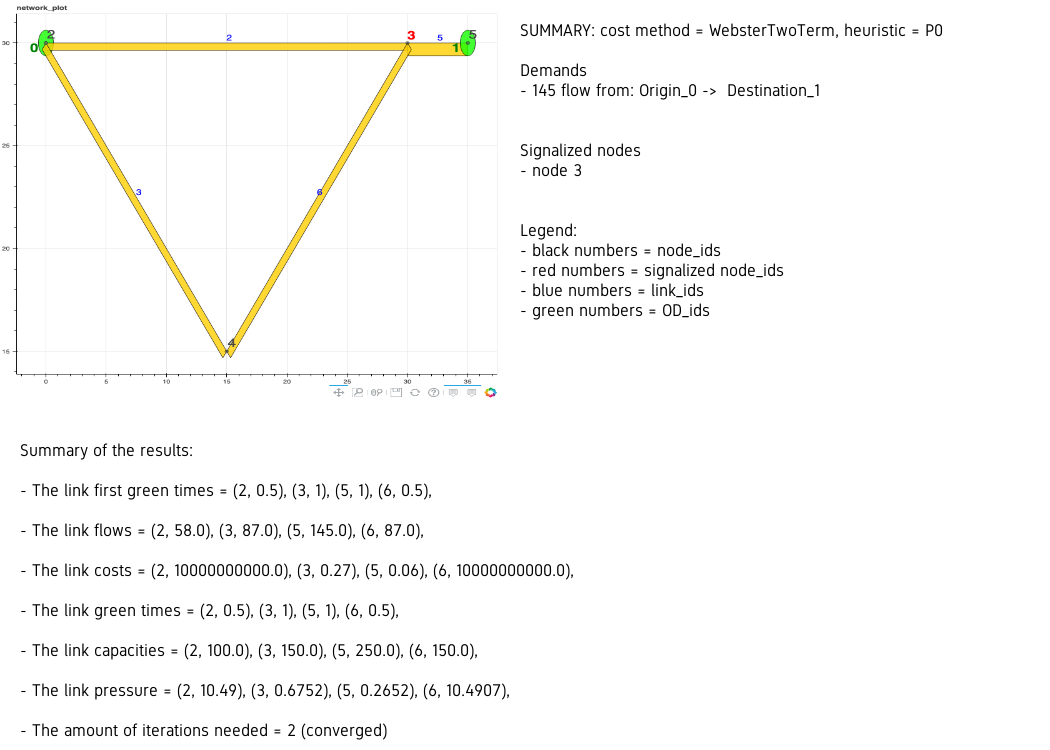 network_plot
30
25
20
15
0
5
10
15
20
25
30
35
2
0
2
3
5
1
5
3
6
4
SUMMARY: cost method = WebsterTwoTerm, heuristic = P0
Demands
- 145 flow from: Origin_0 -> Destination_1
Signalized nodes
- node 3
Legend:
- black numbers = node_ids
- red numbers = signalized node_ids
- blue numbers = link_ids
- green numbers = OD_ids
Summary of the results:
- The link first green times = (2, 0.5), (3, 1), (5, 1), (6, 0.5),
- The link flows = (2, 58.0), (3, 87.0), (5, 145.0), (6, 87.0),
- The link costs = (2, 10000000000.0), (3, 0.27), (5, 0.06), (6, 10000000000.0),
- The link green times = (2, 0.5), (3, 1), (5, 1), (6, 0.5),
- The link capacities = (2, 100.0), (3, 150.0), (5, 250.0), (6, 150.0),
- The link pressure = (2, 10.49), (3, 0.6752), (5, 0.2652), (6, 10.4907),
- The amount of iterations needed = 2 (converged)